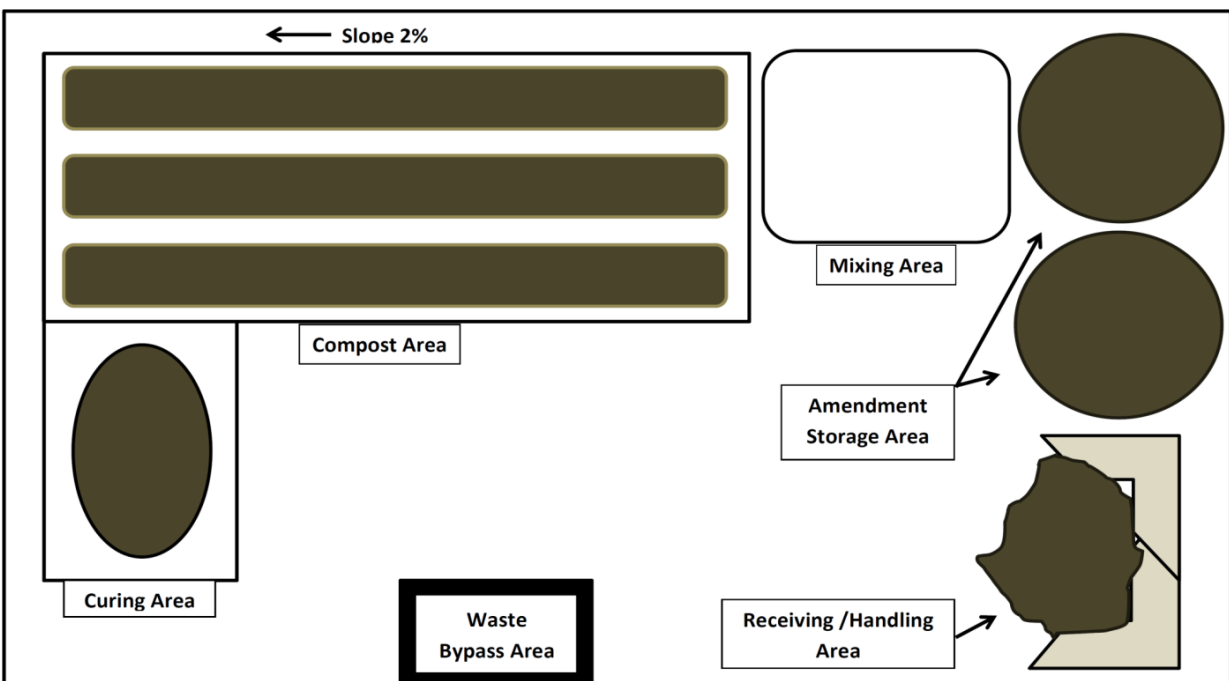 Slope 2%
Mixing Area
Compost Area
Amendment
Storage Area
Curing Area
Waste
Bypass Area
Receiving /Handling
Area